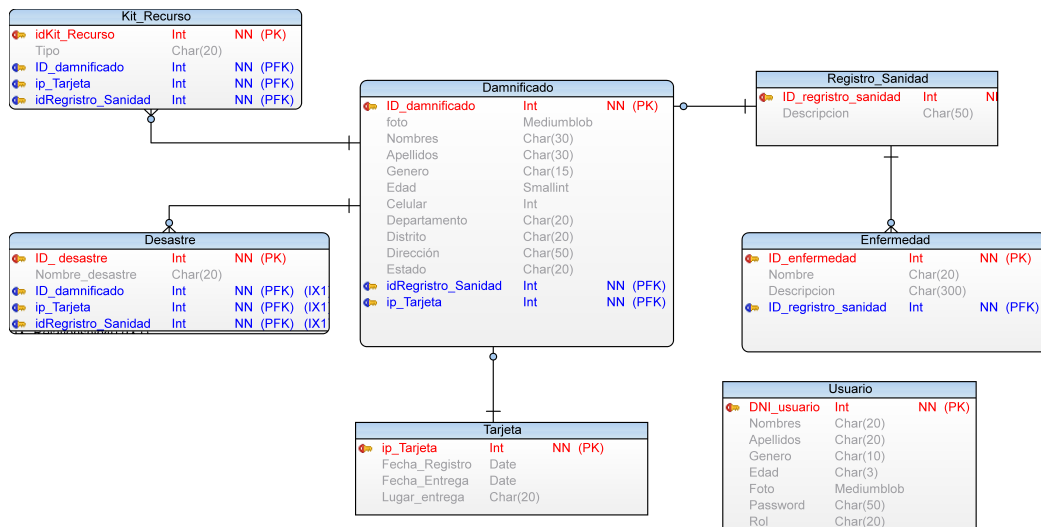 Kit_Recurso
idKit_Recurso Int NN (PK)
Tipo Char(20)
ID_damnificado Int NN (PFK)
ip_Tarjeta Int NN (PFK)
idRegristro_Sanidad Int NN (PFK)
Damnificado
ID_damnificado Int NN (PK)
foto Mediumblob
Nombres Char(30)
Apellidos Char(30)
Genero Char(15)
Edad Smallint
Celular Int
Departamento Char(20)
Distrito Char(20)
Dirección Char(50)
Estado Char(20)
idRegristro_Sanidad Int NN (PFK)
ip_Tarjeta Int NN (PFK)
Registro_Sanidad
ID_regristro_sanidad Int NI
Descripcion Char(50)
Desastre
ID_ desastre Int NN (PK)
Nombre_desastre Char(20)
ID_damnificado Int NN (PFK) (IX1
ip_Tarjeta Int NN (PFK) (IX1
idRegristro_Sanidad Int NN (PFK) (IX1
Enfermedad
ID_enfermedad Int NN (PK)
Nombre Char(20)
Descripcion Char(300)
ID_regristro_sanidad Int NN (PFK)
Tarjeta
ip_Tarjeta Int NN (PK)
Fecha_Registro Date
Fecha_Entrega Date
Lugar_entrega Char(20)
Usuario
DNI_usuario Int NN (PK)
Nombres Char(20)
Apellidos Char(20)
Genero Char(10)
Edad Char(3)
Foto Mediumblob
Password Char(50)
Rol Char(20)